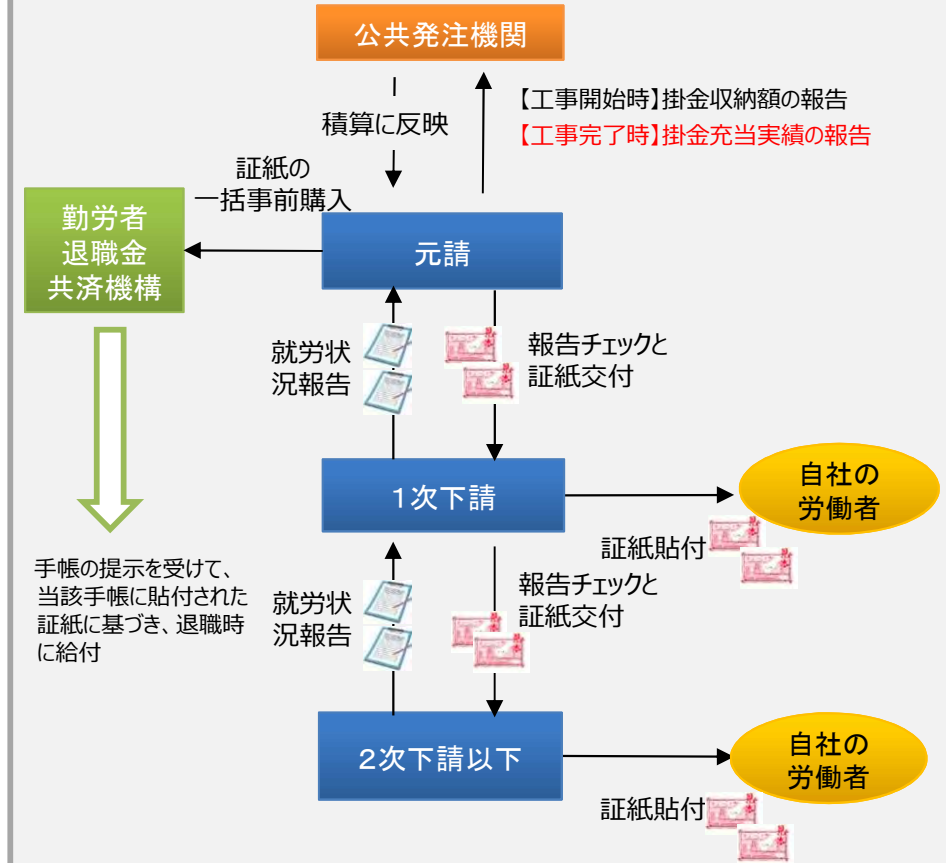 公共発注機関
積算に反映
【工事開始時】掛金収納額の報告
【工事完了時】掛金充当実績の報告
証紙の
一括事前購入
勤労者
退職金
共済機構
元請
就労状
況報告
報告チェックと
証紙交付
1次下請
自社の
労働者
証紙貼付
手帳の提示を受けて、
当該手帳に貼付された
証紙に基づき、退職時
に給付
就労状
況報告
報告チェックと
証紙交付
2次下請以下
自社の
労働者
証紙貼付